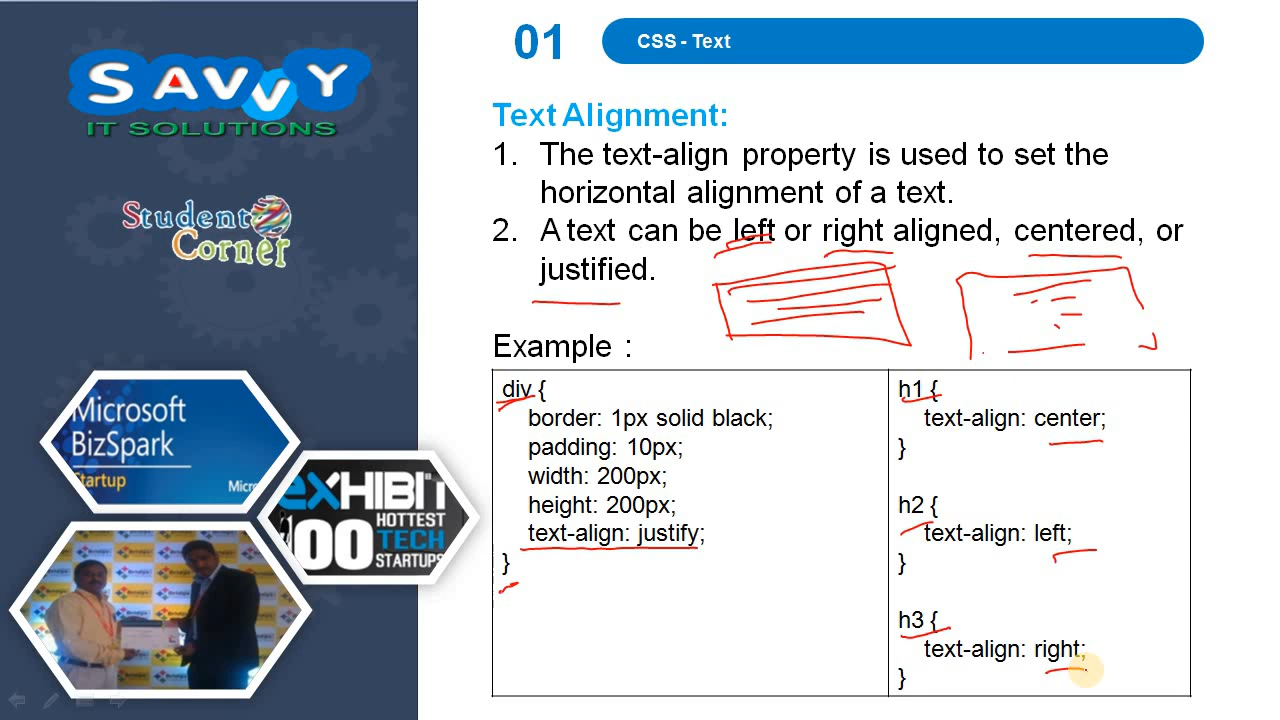 SAVVY
IT SOLUTIONS
Student
Corner
Microsoft
BizSpark
Startup
Micro
eXHIBIT
100
HOTTEST
TECH
STARTUPS
01
CSS - Text
Text Alignment:
1. The text-align property is used to set the
horizontal alignment of a text.
2. A text can be left or right aligned, centered, or
justified.
Example :
div {
border: 1px solid black;
padding: 10px;
width: 200px;
height: 200px;
text-align: justify;
}
h1 {
text-align: center;
}
h2 {
text-align: left;
}
h3 {
text-align: right;
}